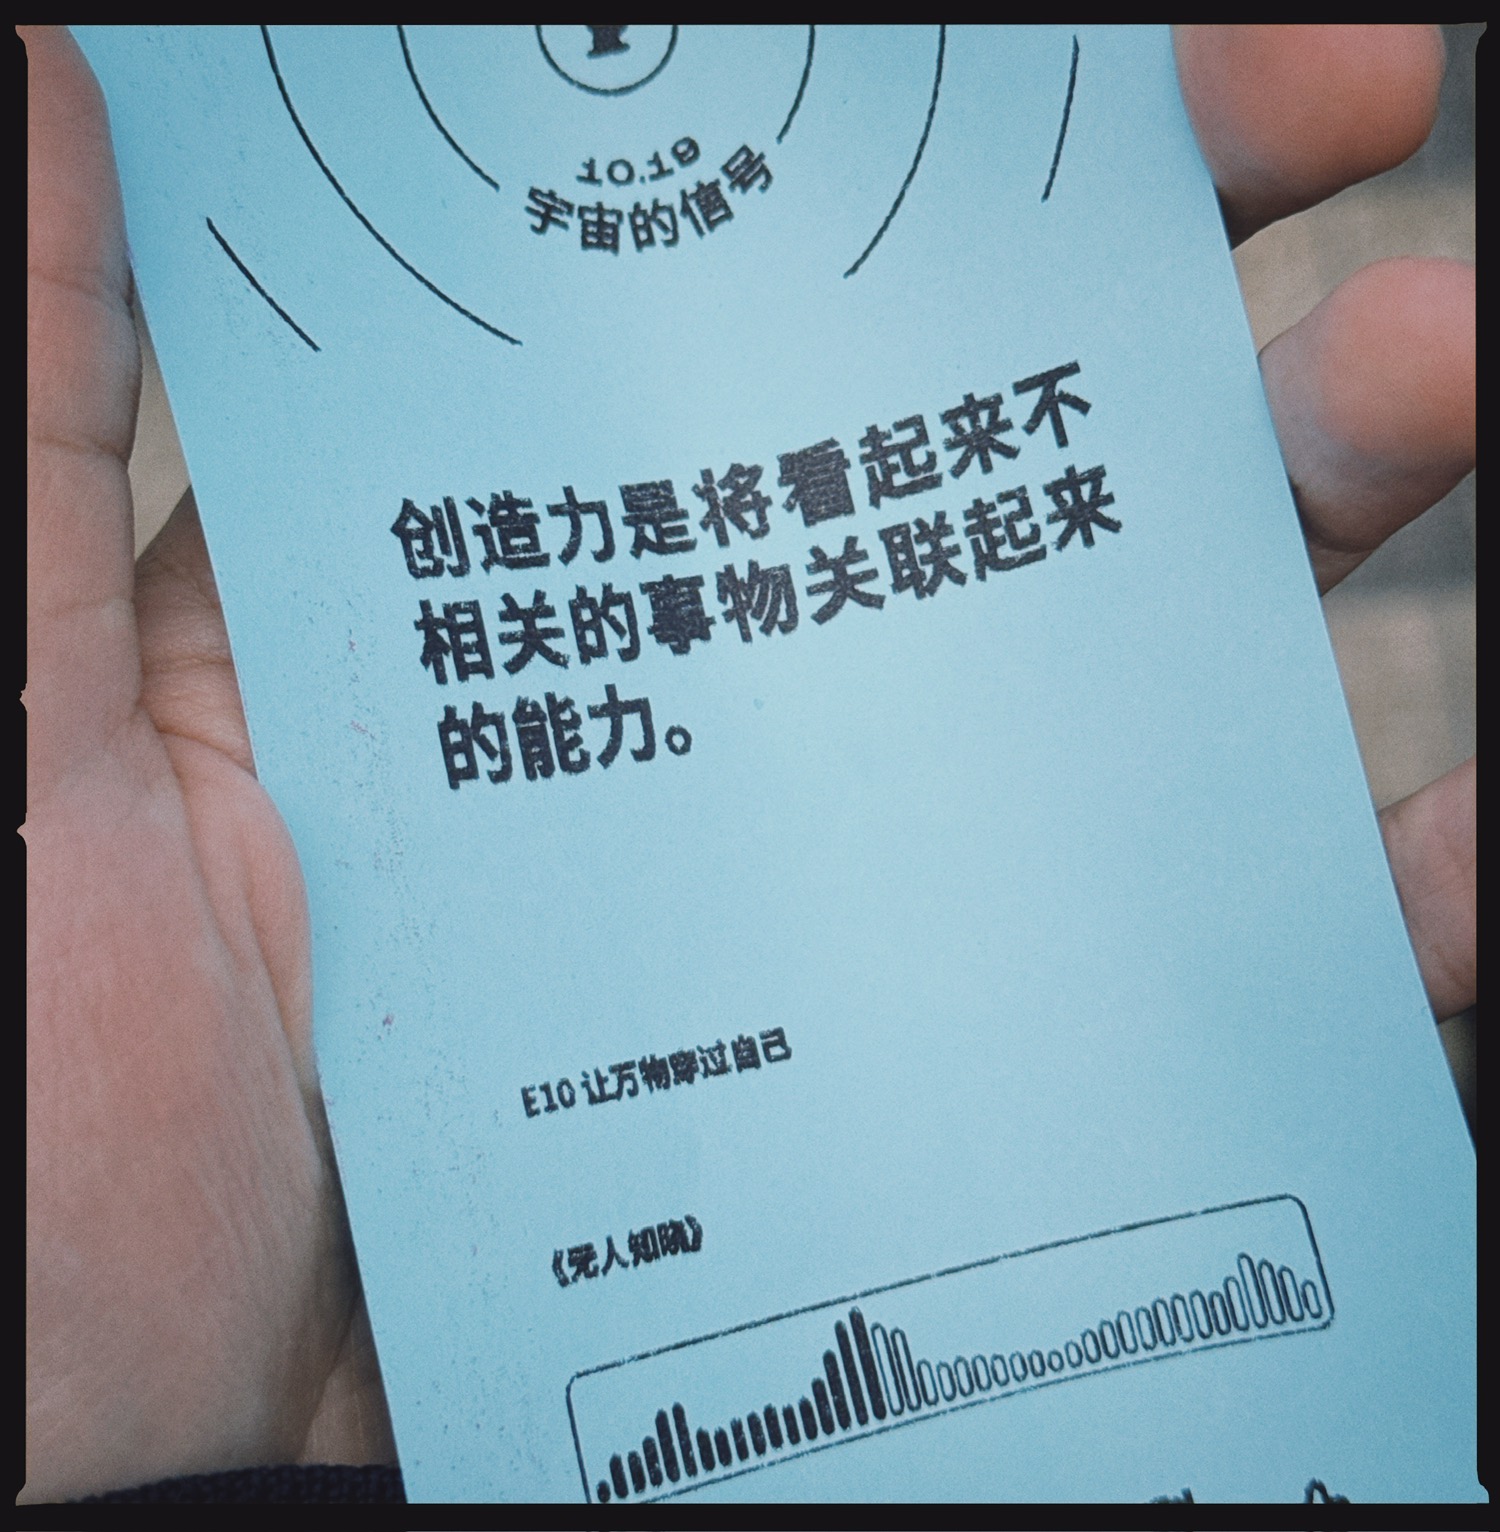 10.19
宇宙的信号
创造力是将看起来不
相关的事物关联起来
的能力。
E10 让万物穿过自己
《无人知晓》